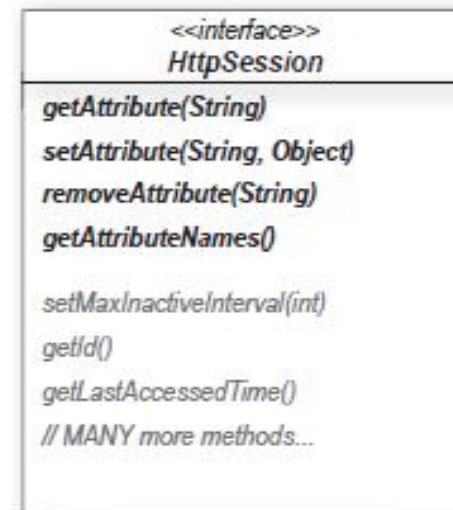 <<interface>>
HttpSession
getAttribute(String)
setAttribute(String, Object)
removeAttribute(String)
getAttributeNames()
setMaxInactiveInterval(int)
getId()
getLastAccessedTime()
// MANY more methods...